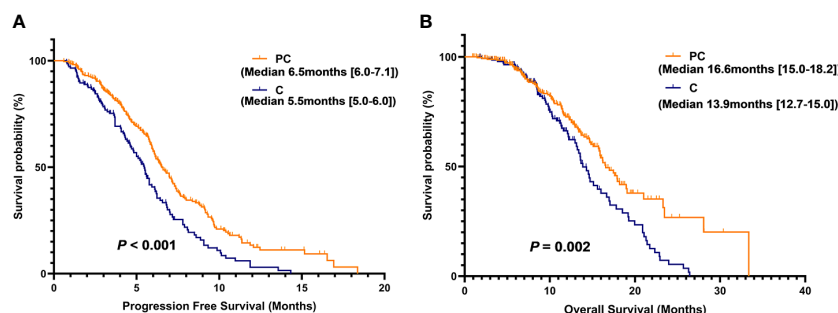 A
PC
(Median 6.5months [6.0-7.1])
C
(Median 5.5months [5.0-6.0])
Survival probability (%)
100
50
0
P < 0.001
0
5
10
15
20
Progression Free Survival (Months)
B
PC
(Median 16.6months [15.0-18.2]
C
(Median 13.9months [12.7-15.0])
Survival probability (%)
100
50
0
P = 0.002
0
10
20
30
40
Overall Survival (Months)